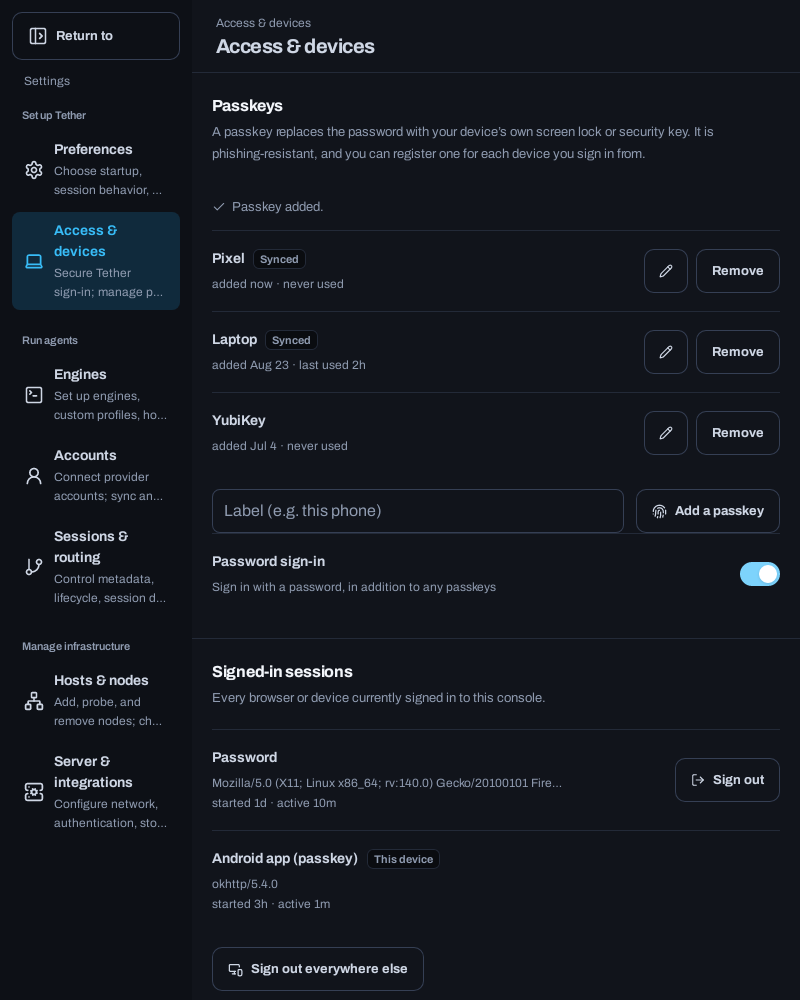 Return to
Settings
Set up Tether
Preferences
Choose startup,
session behavior, ...
Access &
devices
Secure Tether
sign-in; manage p...
Run agents
Engines
Set up engines,
custom profiles, ho...
Accounts
Connect provider
accounts; sync an...
Sessions &
routing
Control metadata,
lifecycle, session d...
Manage infrastructure
Hosts & nodes
Add, probe, and
remove nodes; ch...
Server &
integrations
Configure network,
authentication, sto...
Access & devices
Access & devices
Passkeys
A passkey replaces the password with your device's own screen lock or security key. It is
phishing-resistant, and you can register one for each device you sign in from.
Passkey added.
Pixel Synced
added now · never used
Remove
Laptop Synced
added Aug 23 · last used 2h
Remove
YubiKey
added Jul 4 · never used
Remove
Label (e.g. this phone)
Add a passkey
Password sign-in
Sign in with a password, in addition to any passkeys
Signed-in sessions
Every browser or device currently signed in to this console.
Password
Mozilla/5.0 (X11; Linux x86_64; rv:140.0) Gecko/20100101 Fire...
started 1d · active 10m
Sign out
Android app (passkey) This device
okhttp/5.4.0
started 3h · active 1m
Sign out everywhere else